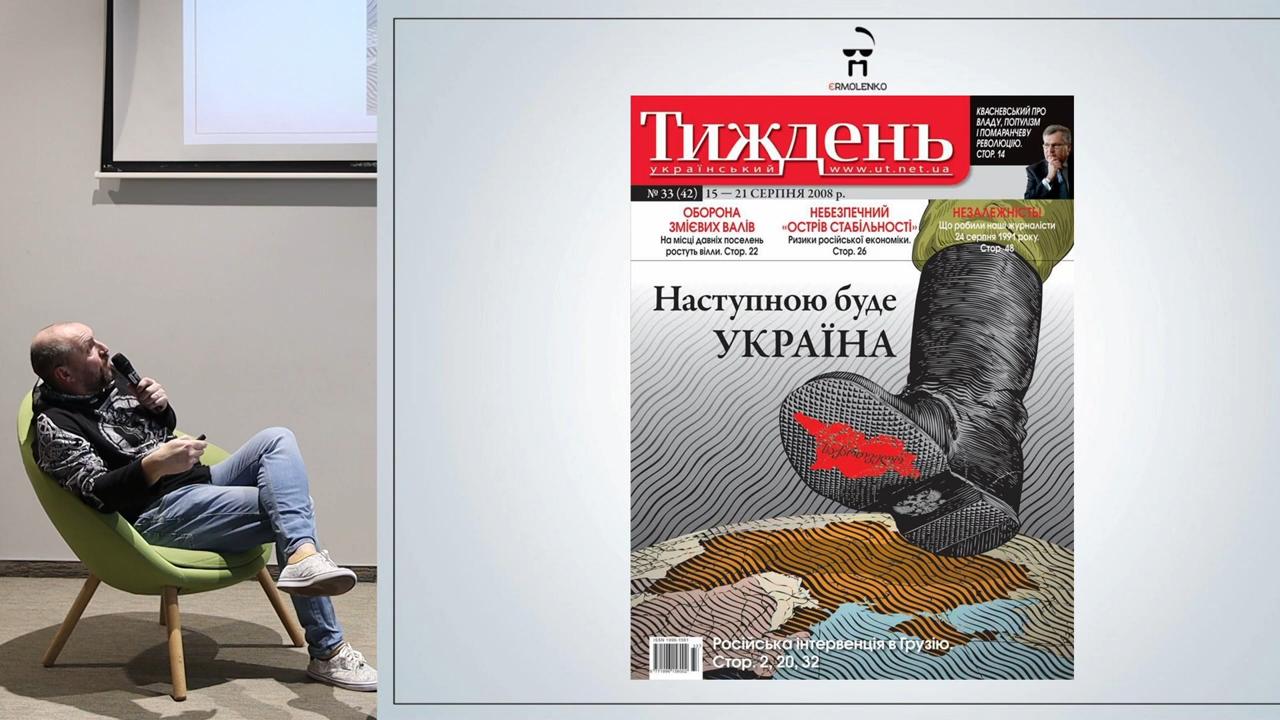 ЄRMOLENKO
Тиждень
український www.ut.net.ua
КВАСНЕВСЬКИЙ ПРО
ВЛАДУ, ПОПУЛІЗМ
І ПОМАРАНЧЕВУ
РЕВОЛЮЦІЮ.
СТОР. 14
№ 33 (42) 15 — 21 СЕРПНЯ 2008 р.
ОБОРОНА
ЗМІЄВИХ ВАЛІВ
На місці давніх поселень
ростуть вілли. Стор. 22
НЕБЕЗПЕЧНИЙ
«ОСТРІВ СТАБІЛЬНОСТІ»
Ризики російської економіки.
Стор. 26
НЕЗАЛЕЖНІСТЬ!
Що робили наші журналісти
24 серпня 1991 року.
Стор. 48
Наступною буде
УКРАЇНА
Російська інтервенція в Грузію.
Стор. 2, 20, 32